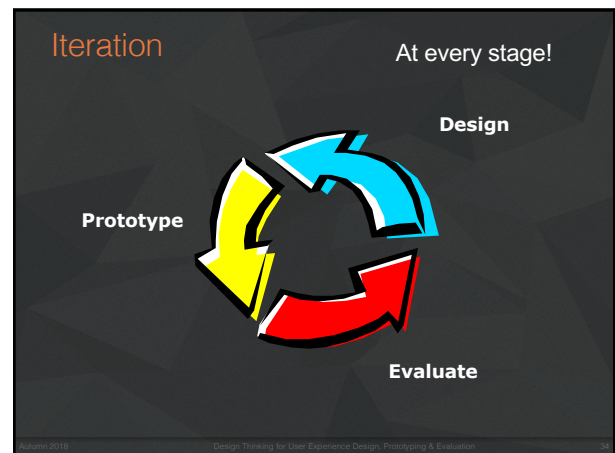 Iteration
At every stage!
Design
Prototype
Evaluate
Autumn 2018
Design Thinking for User Experience Design, Prototyping & Evaluation
34